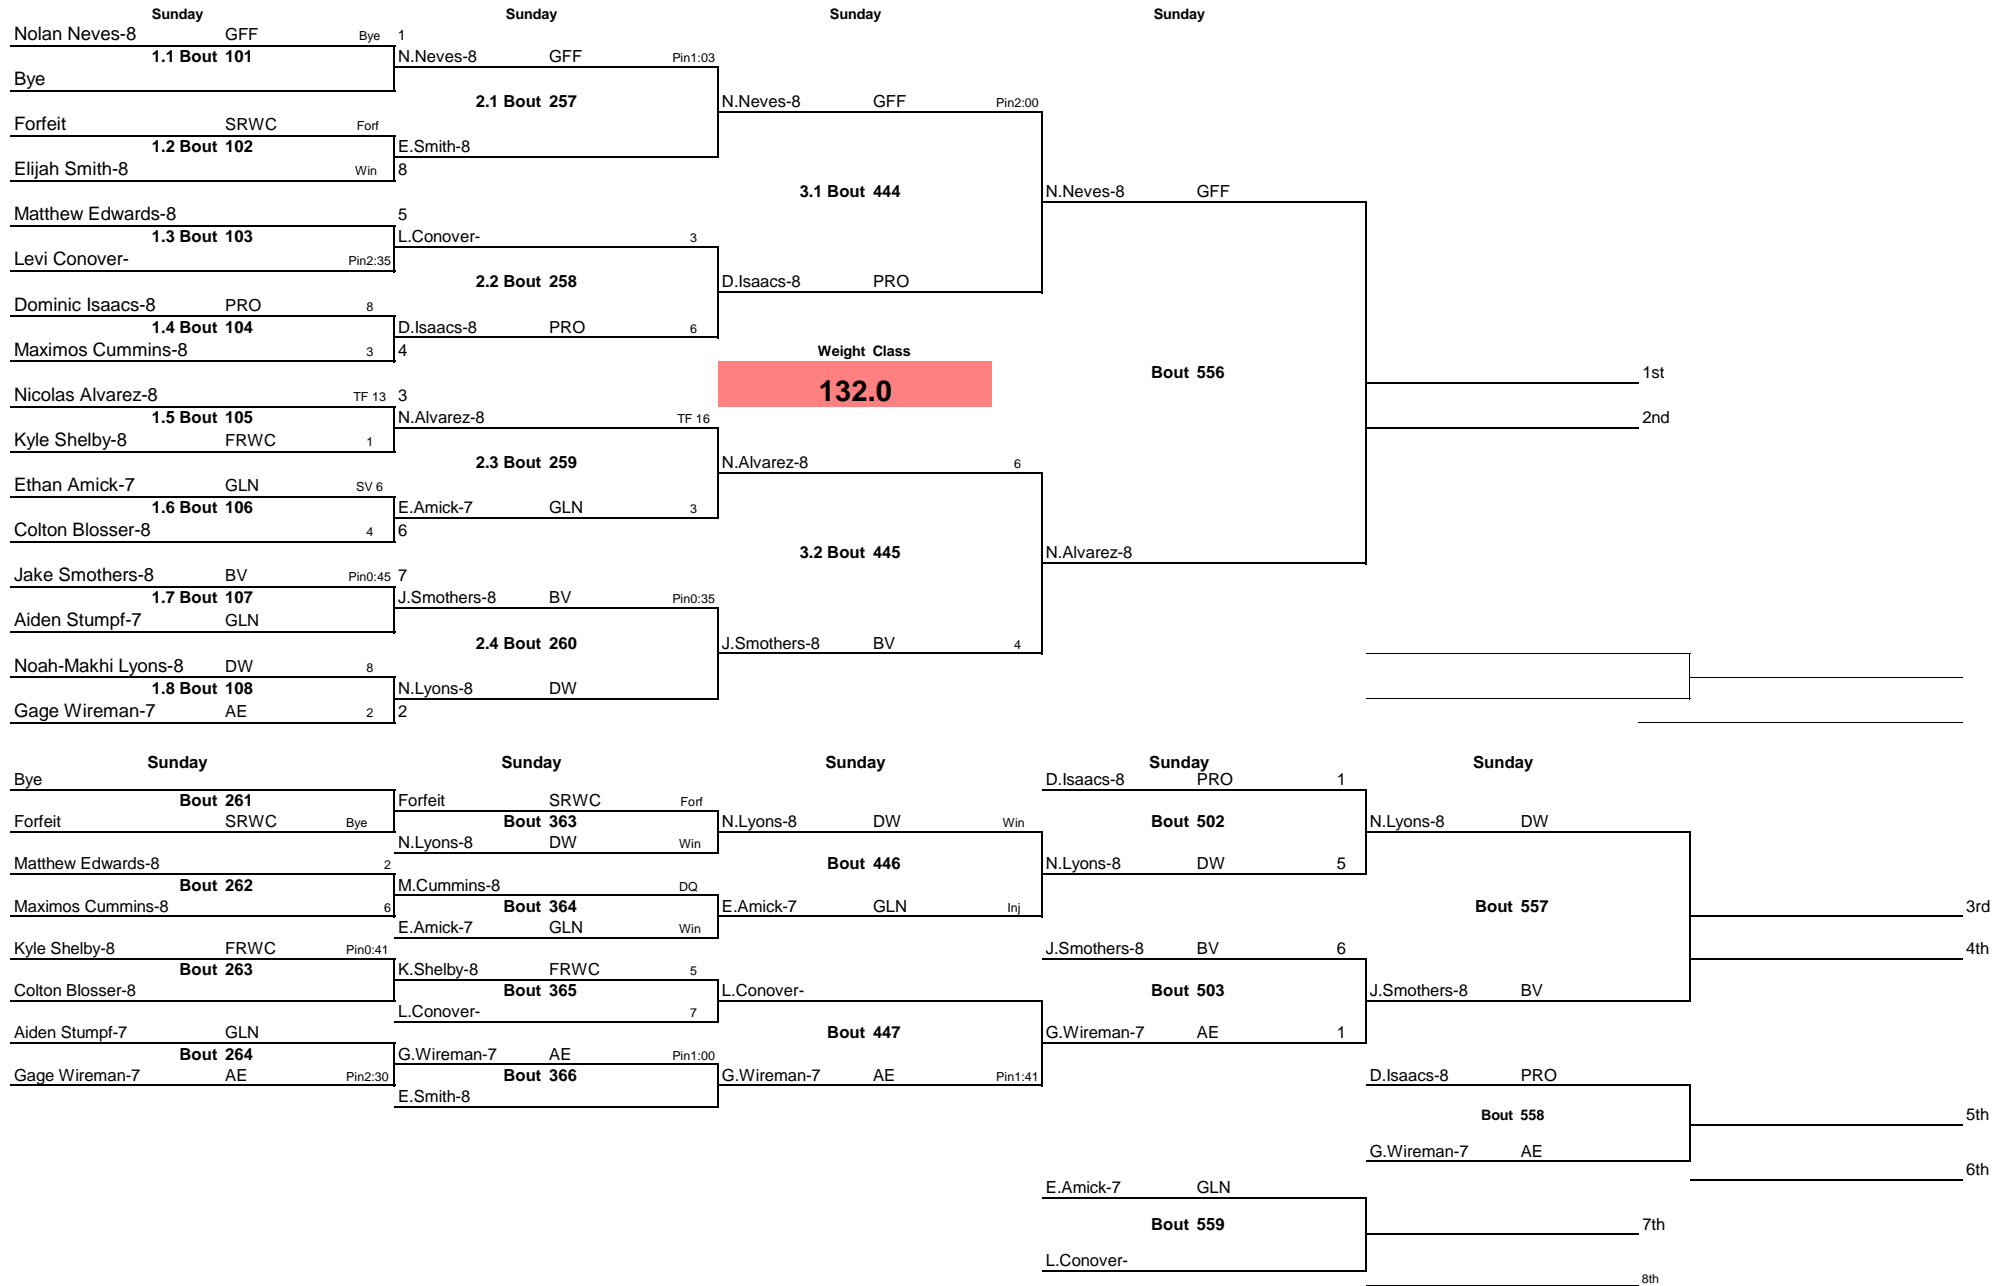 Sunday Sunday Sunday Sunday
Nolan Neves-8 GFF Bye 1
1.1 Bout 101
N.Neves-8 GFF Pin1:03
Bye
2.1 Bout 257
N.Neves-8 GFF Pin2:00
Forfeit SRWC Forf
1.2 Bout 102
E.Smith-8
Elijah Smith-8 Win 8
3.1 Bout 444
N.Neves-8 GFF
Matthew Edwards-8 5
1.3 Bout 103
L.Conover- 3
Levi Conover- Pin2:35
2.2 Bout 258
D.Isaacs-8 PRO
Dominic Isaacs-8 PRO 8
1.4 Bout 104
D.Isaacs-8 PRO 6
Maximos Cummins-8 3 4
Weight Class
132.0
Bout 556
1st
2nd
Nicolas Alvarez-8 TF 13 3
1.5 Bout 105
N.Alvarez-8 TF 16
Kyle Shelby-8 FRWC 1
2.3 Bout 259
N.Alvarez-8 6
Ethan Amick-7 GLN SV 6
1.6 Bout 106
E.Amick-7 GLN 3
Colton Blosser-8 4 6
3.2 Bout 445
N.Alvarez-8
Jake Smothers-8 BV Pin0:45 7
1.7 Bout 107
J.Smothers-8 BV Pin0:35
Aiden Stumpf-7 GLN
2.4 Bout 260
J.Smothers-8 BV 4
Noah-Makhi Lyons-8 DW 8
1.8 Bout 108
N.Lyons-8 DW
Gage Wireman-7 AE 2 2
Sunday Sunday Sunday Sunday Sunday
Bye
D.Isaacs-8 PRO 1
Bout 261
Forfeit SRWC Forf
Forfeit SRWC Bye
Bout 363
N.Lyons-8 DW Win
Bout 502
N.Lyons-8 DW
N.Lyons-8 DW Win
Matthew Edwards-8 2
Bout 446
N.Lyons-8 DW 5
Bout 262
M.Cummins-8 DQ
Maximos Cummins-8 6
Bout 364
E.Amick-7 GLN Inj
Bout 557
3rd
E.Amick-7 GLN Win
Kyle Shelby-8 FRWC Pin0:41
J.Smothers-8 BV 6
4th
Bout 263
K.Shelby-8 FRWC 5
Colton Blosser-8
Bout 365
L.Conover-
Bout 503
J.Smothers-8 BV
L.Conover- 7
Aiden Stumpf-7 GLN
Bout 447
G.Wireman-7 AE 1
Bout 264
G.Wireman-7 AE Pin1:00
Gage Wireman-7 AE Pin2:30
Bout 366
G.Wireman-7 AE Pin1:41
D.Isaacs-8 PRO
E.Smith-8
Bout 558
5th
G.Wireman-7 AE
6th
E.Amick-7 GLN
Bout 559
7th
L.Conover-
8th